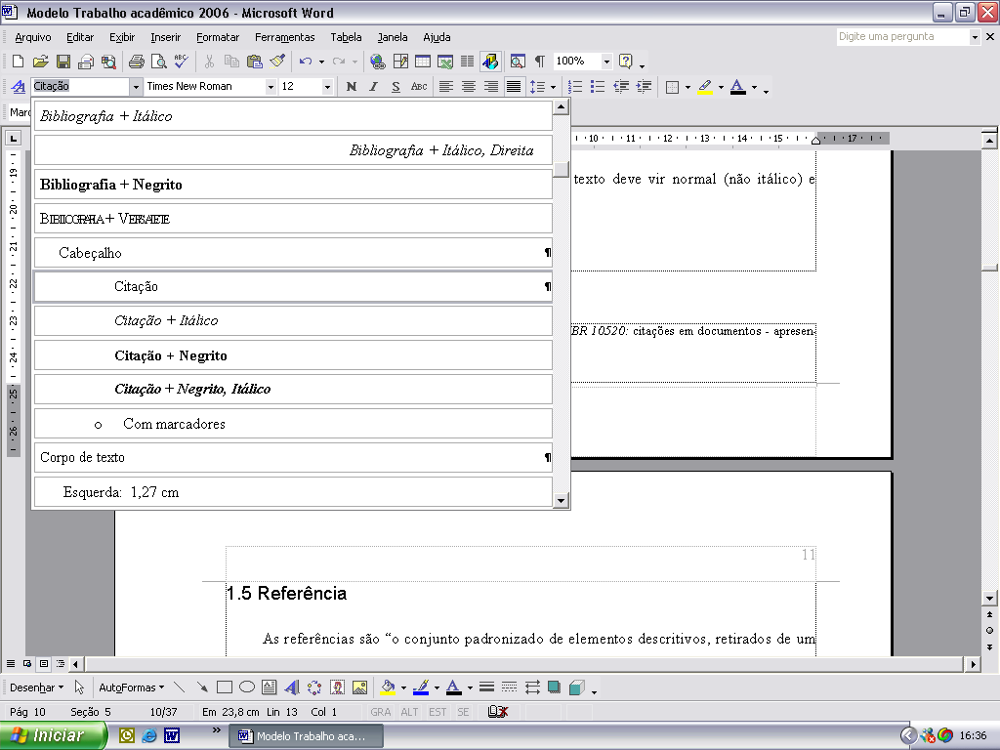 Modelo Trabalho acadêmico 2006 - Microsoft Word
Arquivo Editar Exibir Inserir Formatar Ferramentas Tabela Janela Ajuda Digite uma pergunta
100%
Citação Times New Roman 12 N I S ABC
Marc
Bibliografia + Itálico
Bibliografia + Itálico, Direita
Bibliografia + Negrito
BIBLIOGRAFIA + VERSALETE
Cabeçalho ¶
Citação ¶
Citação + Itálico
Citação + Negrito
Citação + Negrito, Itálico
o Com marcadores
Corpo de texto ¶
Esquerda: 1,27 cm
10 11 12 13 14 15 17
19
20
21
22
23
24
25
26
texto deve vir normal (não itálico) e
BR 10520: citações em documentos - apresen-
11
1.5 Referência
As referências são “o conjunto padronizado de elementos descritivos, retirados de um
Desenhar AutoFormas
Pág 10 Seção 5 10/37 Em 23,8 cm Lin 13 Col 1 GRA ALT EST SE
Iniciar Modelo Trabalho aca... 16:36